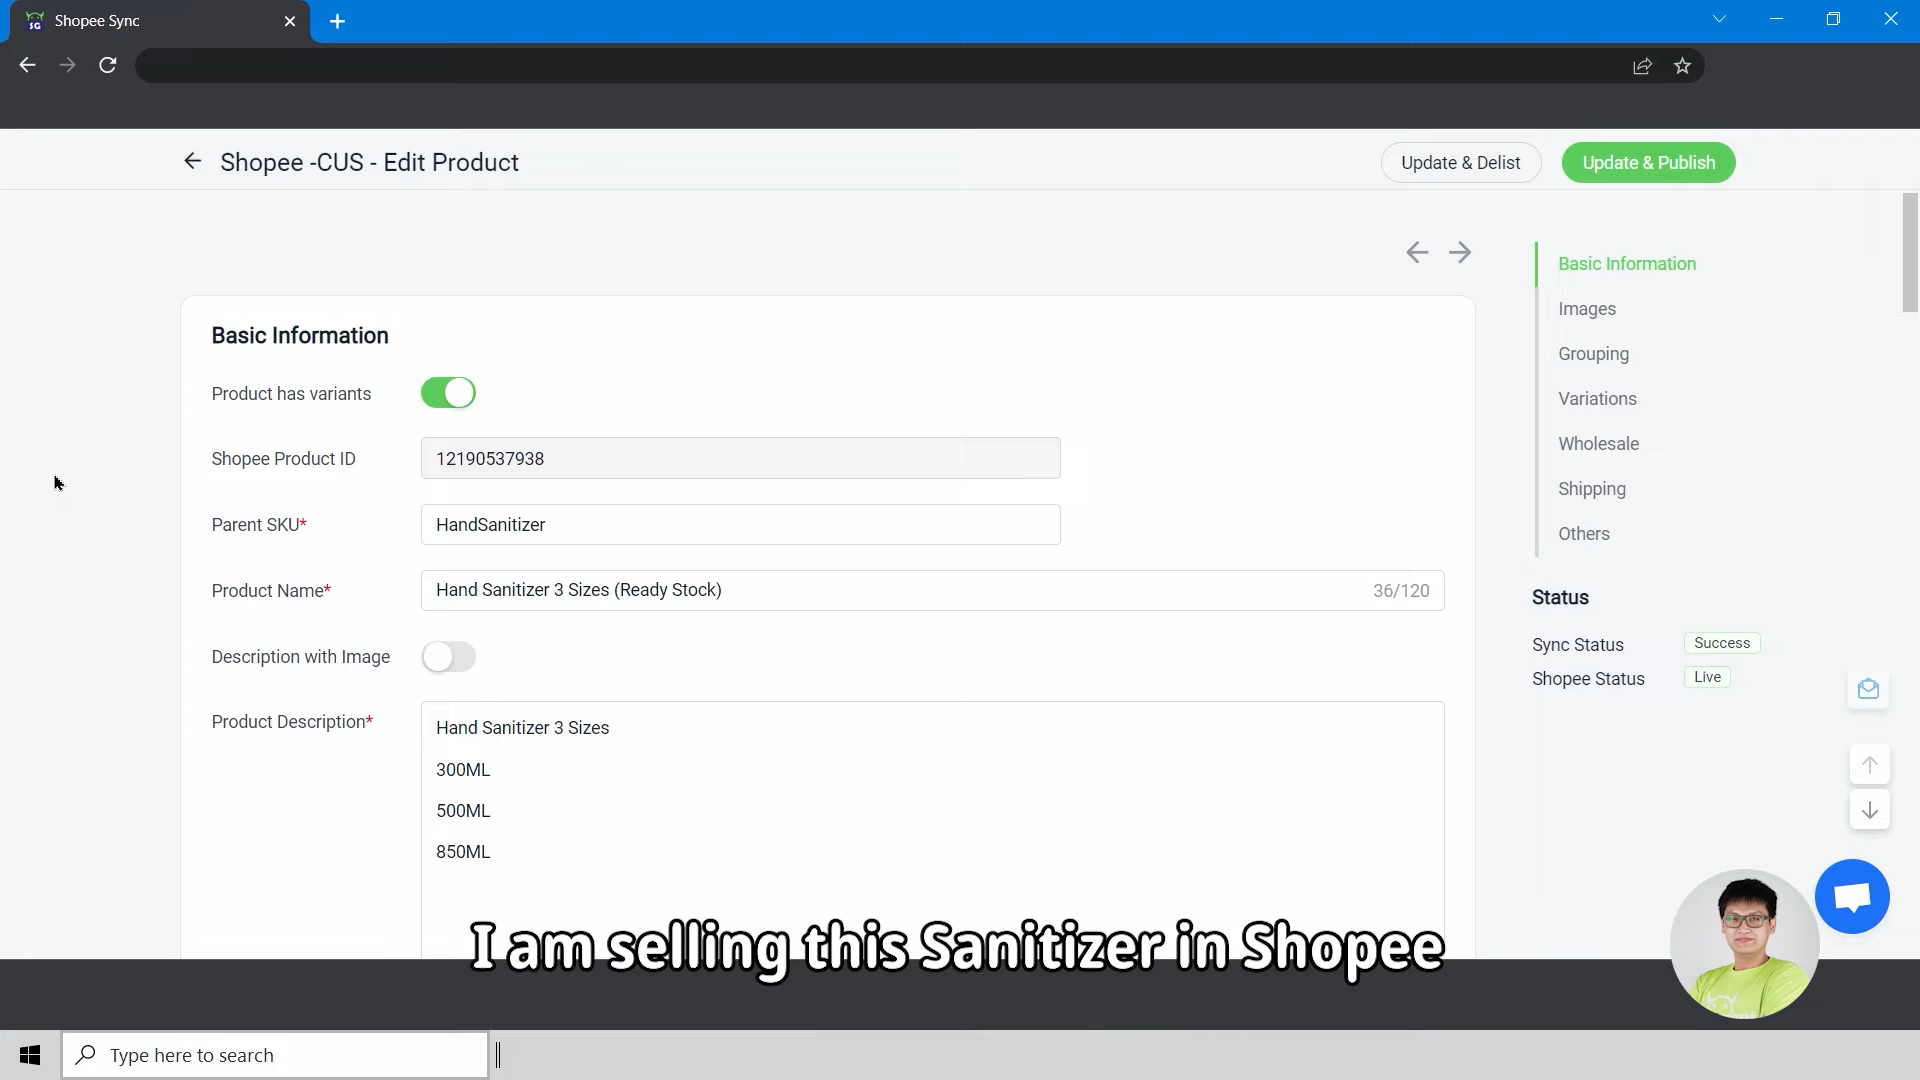 SG Shopee Sync
Shopee -CUS - Edit Product
Update & Delist
Update & Publish
Basic Information
Product has variants
Shopee Product ID
12190537938
Parent SKU*
HandSanitizer
Product Name*
Hand Sanitizer 3 Sizes (Ready Stock)
36/120
Description with Image
Product Description*
Hand Sanitizer 3 Sizes
300ML
500ML
850ML
Basic Information
Images
Grouping
Variations
Wholesale
Shipping
Others
Status
Sync Status
Success
Shopee Status
Live
I am selling this Sanitizer in Shopee
Type here to search